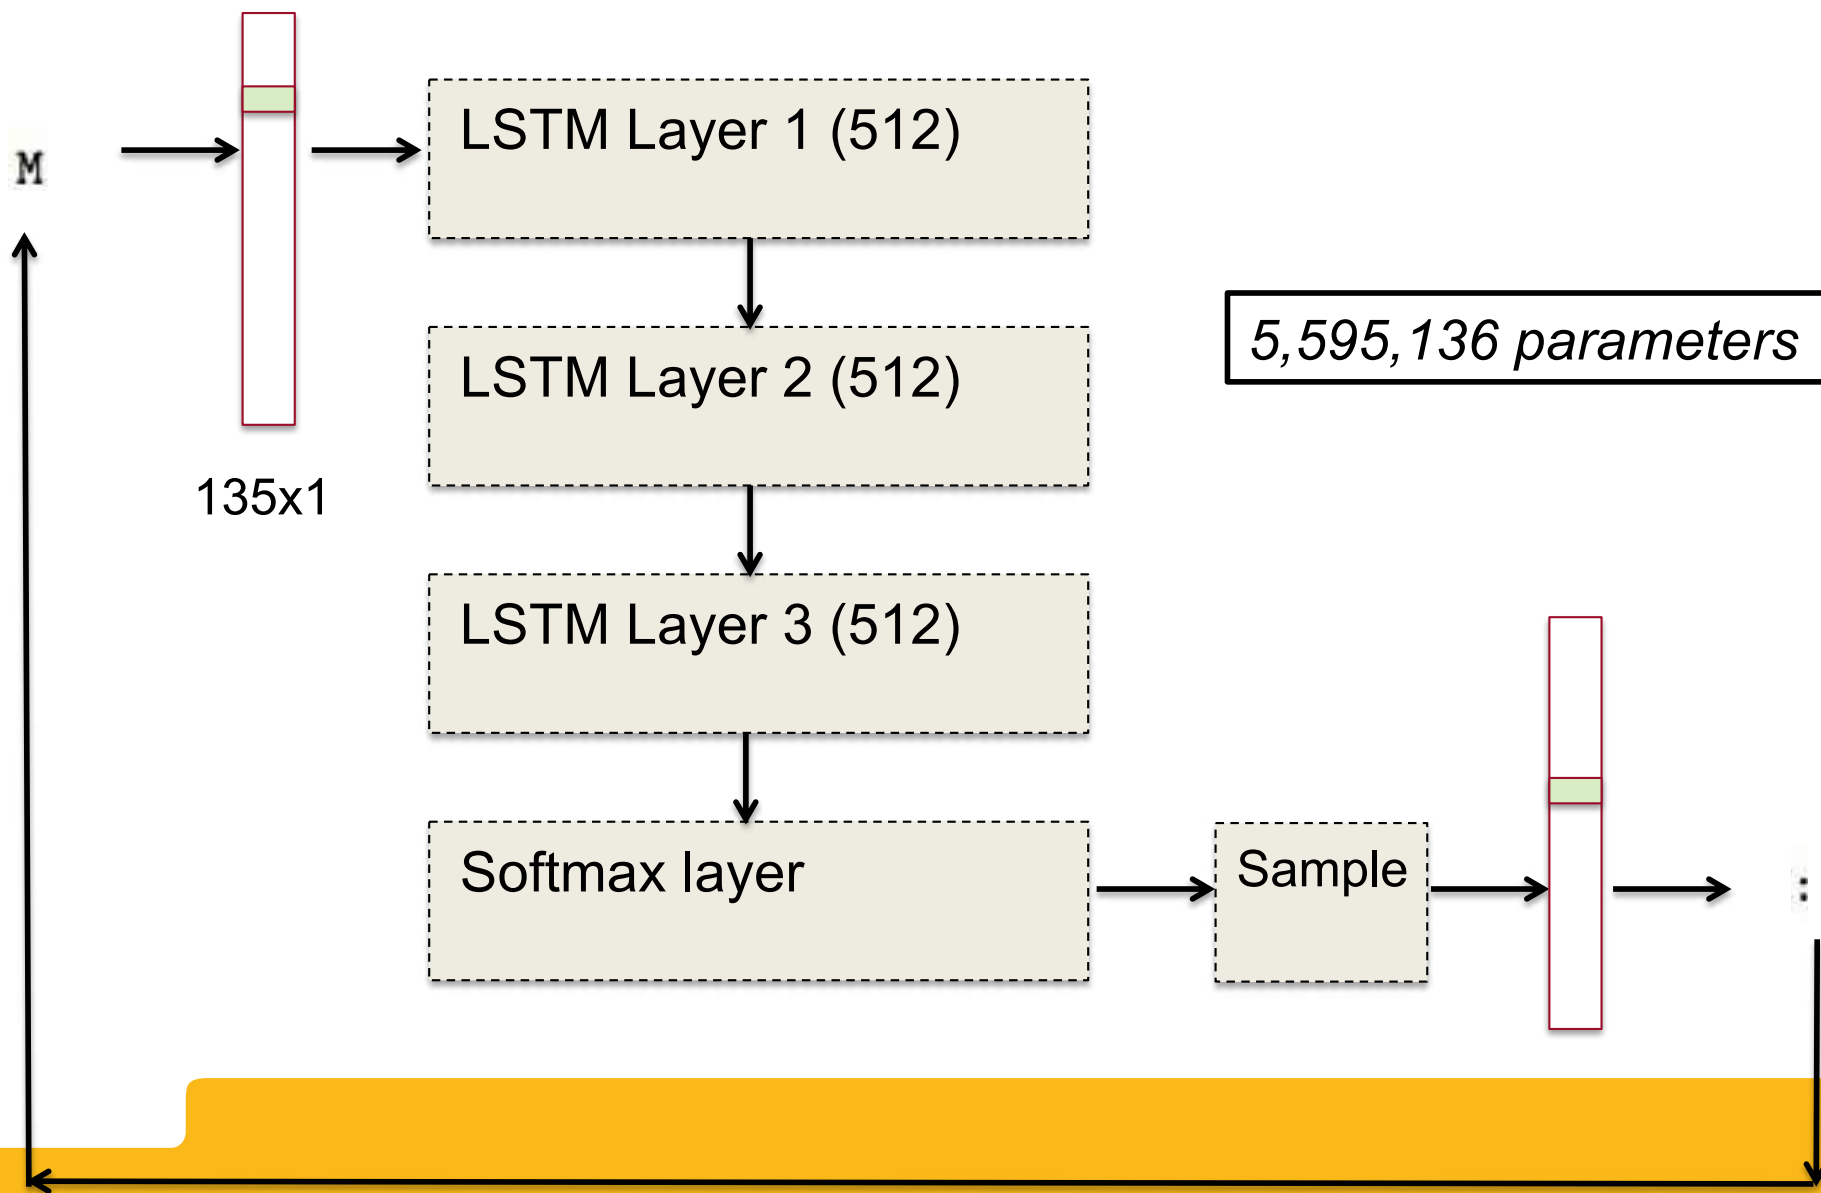 M
LSTM Layer 1 (512)
LSTM Layer 2 (512)
5,595,136 parameters
135x1
LSTM Layer 3 (512)
Softmax layer
Sample
: